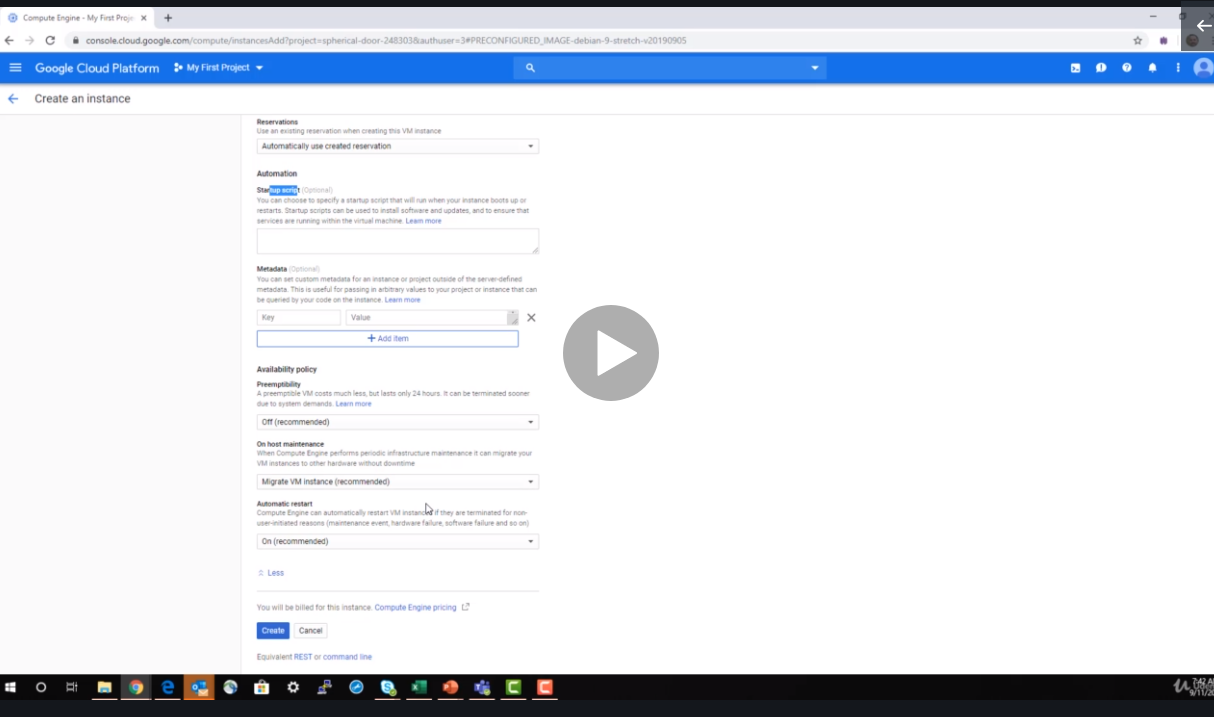 Compute Engine - My First Proje
console.cloud.google.com/compute/instancesAdd?project=spherical-door-248303&authuser=3#PRECONFIGURED_IMAGE-debian-9-stretch-v20190905
Google Cloud Platform My First Project
Create an instance
Reservations
Use an existing reservation when creating this VM instance
Automatically use created reservation
Automation
Startup script (Optional)
You can choose to specify a startup script that will run when your instance boots up or
restarts. Startup scripts can be used to install software and updates, and to ensure that
services are running within the virtual machine. Learn more
Metadata (Optional)
You can set custom metadata for an instance or project outside of the server-defined
metadata. This is useful for passing in arbitrary values to your project or instance that can
be queried by your code on the instance. Learn more
Key Value
Add item
Availability policy
Preemptibility
A preemptible VM costs much less, but lasts only 24 hours. It can be terminated sooner
due to system demands. Learn more
Off (recommended)
On host maintenance
When Compute Engine performs periodic infrastructure maintenance it can migrate your
VM instances to other hardware without downtime
Migrate VM instance (recommended)
Automatic restart
Compute Engine can automatically restart VM instances if they are terminated for non-
user-initiated reasons (maintenance event, hardware failure, software failure and so on)
On (recommended)
Less
You will be billed for this instance. Compute Engine pricing
Create Cancel
Equivalent REST or command line